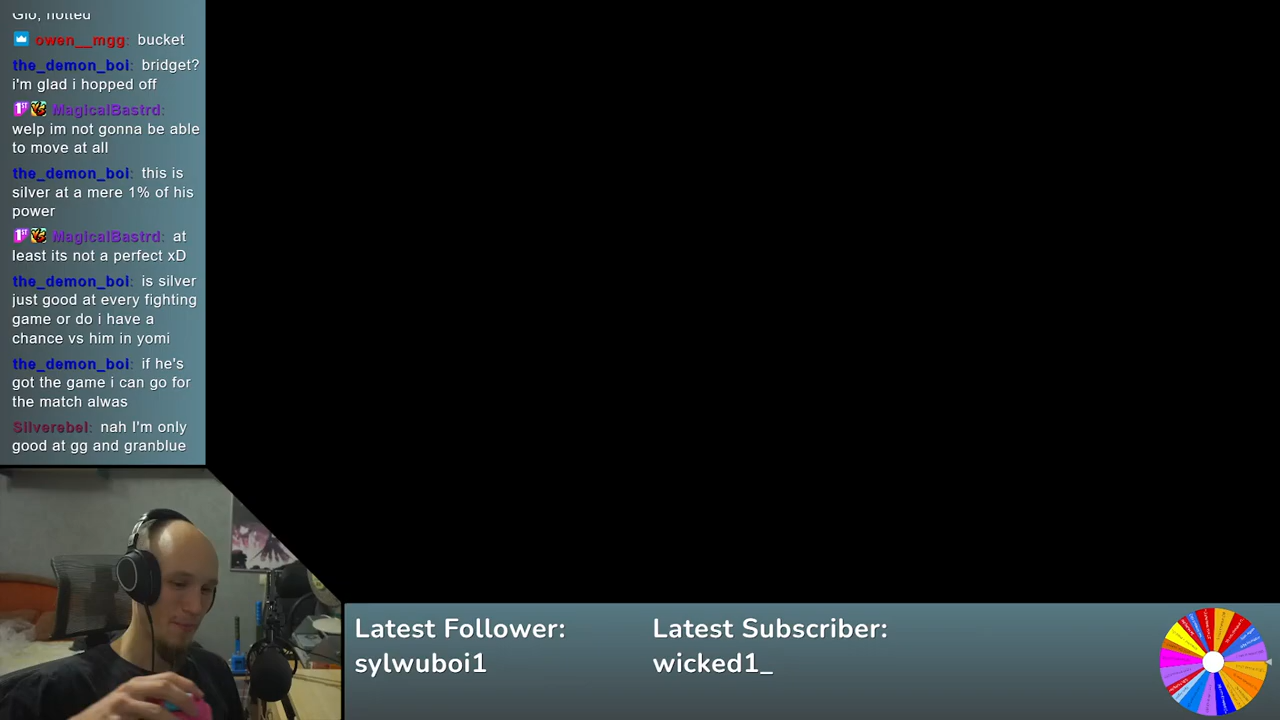 Glo, notted
owen__mgg: bucket
the_demon_boi: bridget?
i'm glad i hopped off
MagicalBastrd:
welp im not gonna be able
to move at all
the_demon_boi: this is
silver at a mere 1% of his
power
MagicalBastrd: at
least its not a perfect xD
the_demon_boi: is silver
just good at every fighting
game or do i have a
chance vs him in yomi
the_demon_boi: if he's
got the game i can go for
the match alwas
Silverebel: nah I'm only
good at gg and granblue
Latest Follower:
sylwuboi1
Latest Subscriber:
wicked1_